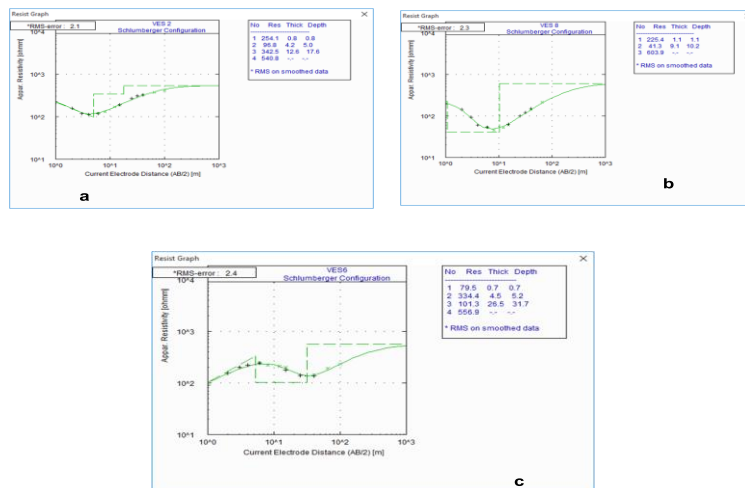 Resist Graph ×
*RMS-error : 2.1
VES 2
Schlumberger Configuration
Appar. Resistivity [ohmm]
10^4
10^3
10^2
10^1
10^0 10^1 10^2 10^3
Current Electrode Distance (AB/2) [m]
No Res Thick Depth
1 254.1 0.8 0.8
2 96.8 4.2 5.0
3 342.5 12.6 17.6
4 540.8 -.- -.-
* RMS on smoothed data
a
Resist Graph ×
*RMS-error : 2.3
VES 8
Schlumberger Configuration
Appar. Resistivity [ohmm]
10^4
10^3
10^2
10^1
10^0 10^1 10^2 10^3
Current Electrode Distance (AB/2) [m]
No Res Thick Depth
1 225.4 1.1 1.1
2 41.3 9.1 10.2
3 603.9 -.- -.-
* RMS on smoothed data
b
Resist Graph ×
*RMS-error : 2.4
VES6
Schlumberger Configuration
Appar. Resistivity [ohmm]
10^4
10^3
10^2
10^1
10^0 10^1 10^2 10^3
Current Electrode Distance (AB/2) [m]
No Res Thick Depth
1 79.5 0.7 0.7
2 334.4 4.5 5.2
3 101.3 26.5 31.7
4 556.9 -.- -.-
* RMS on smoothed data
c